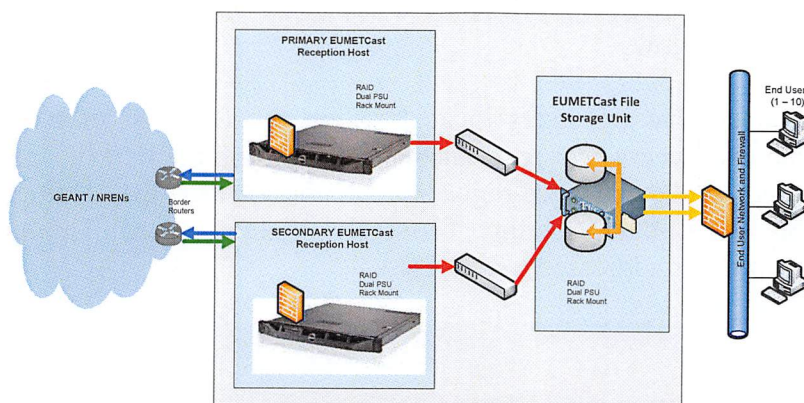 PRIMARY EUMETCast
Reception Host
RAID
Dual PSU
Rack Mount
GEANT / NRENs
Border
Routers
SECONDARY EUMETCast
Reception Host
RAID
Dual PSU
Rack Mount
EUMETCast File
Storage Unit
RAID
Dual PSU
Rack Mount
End User Network and Firewall
End User
(1 – 10)